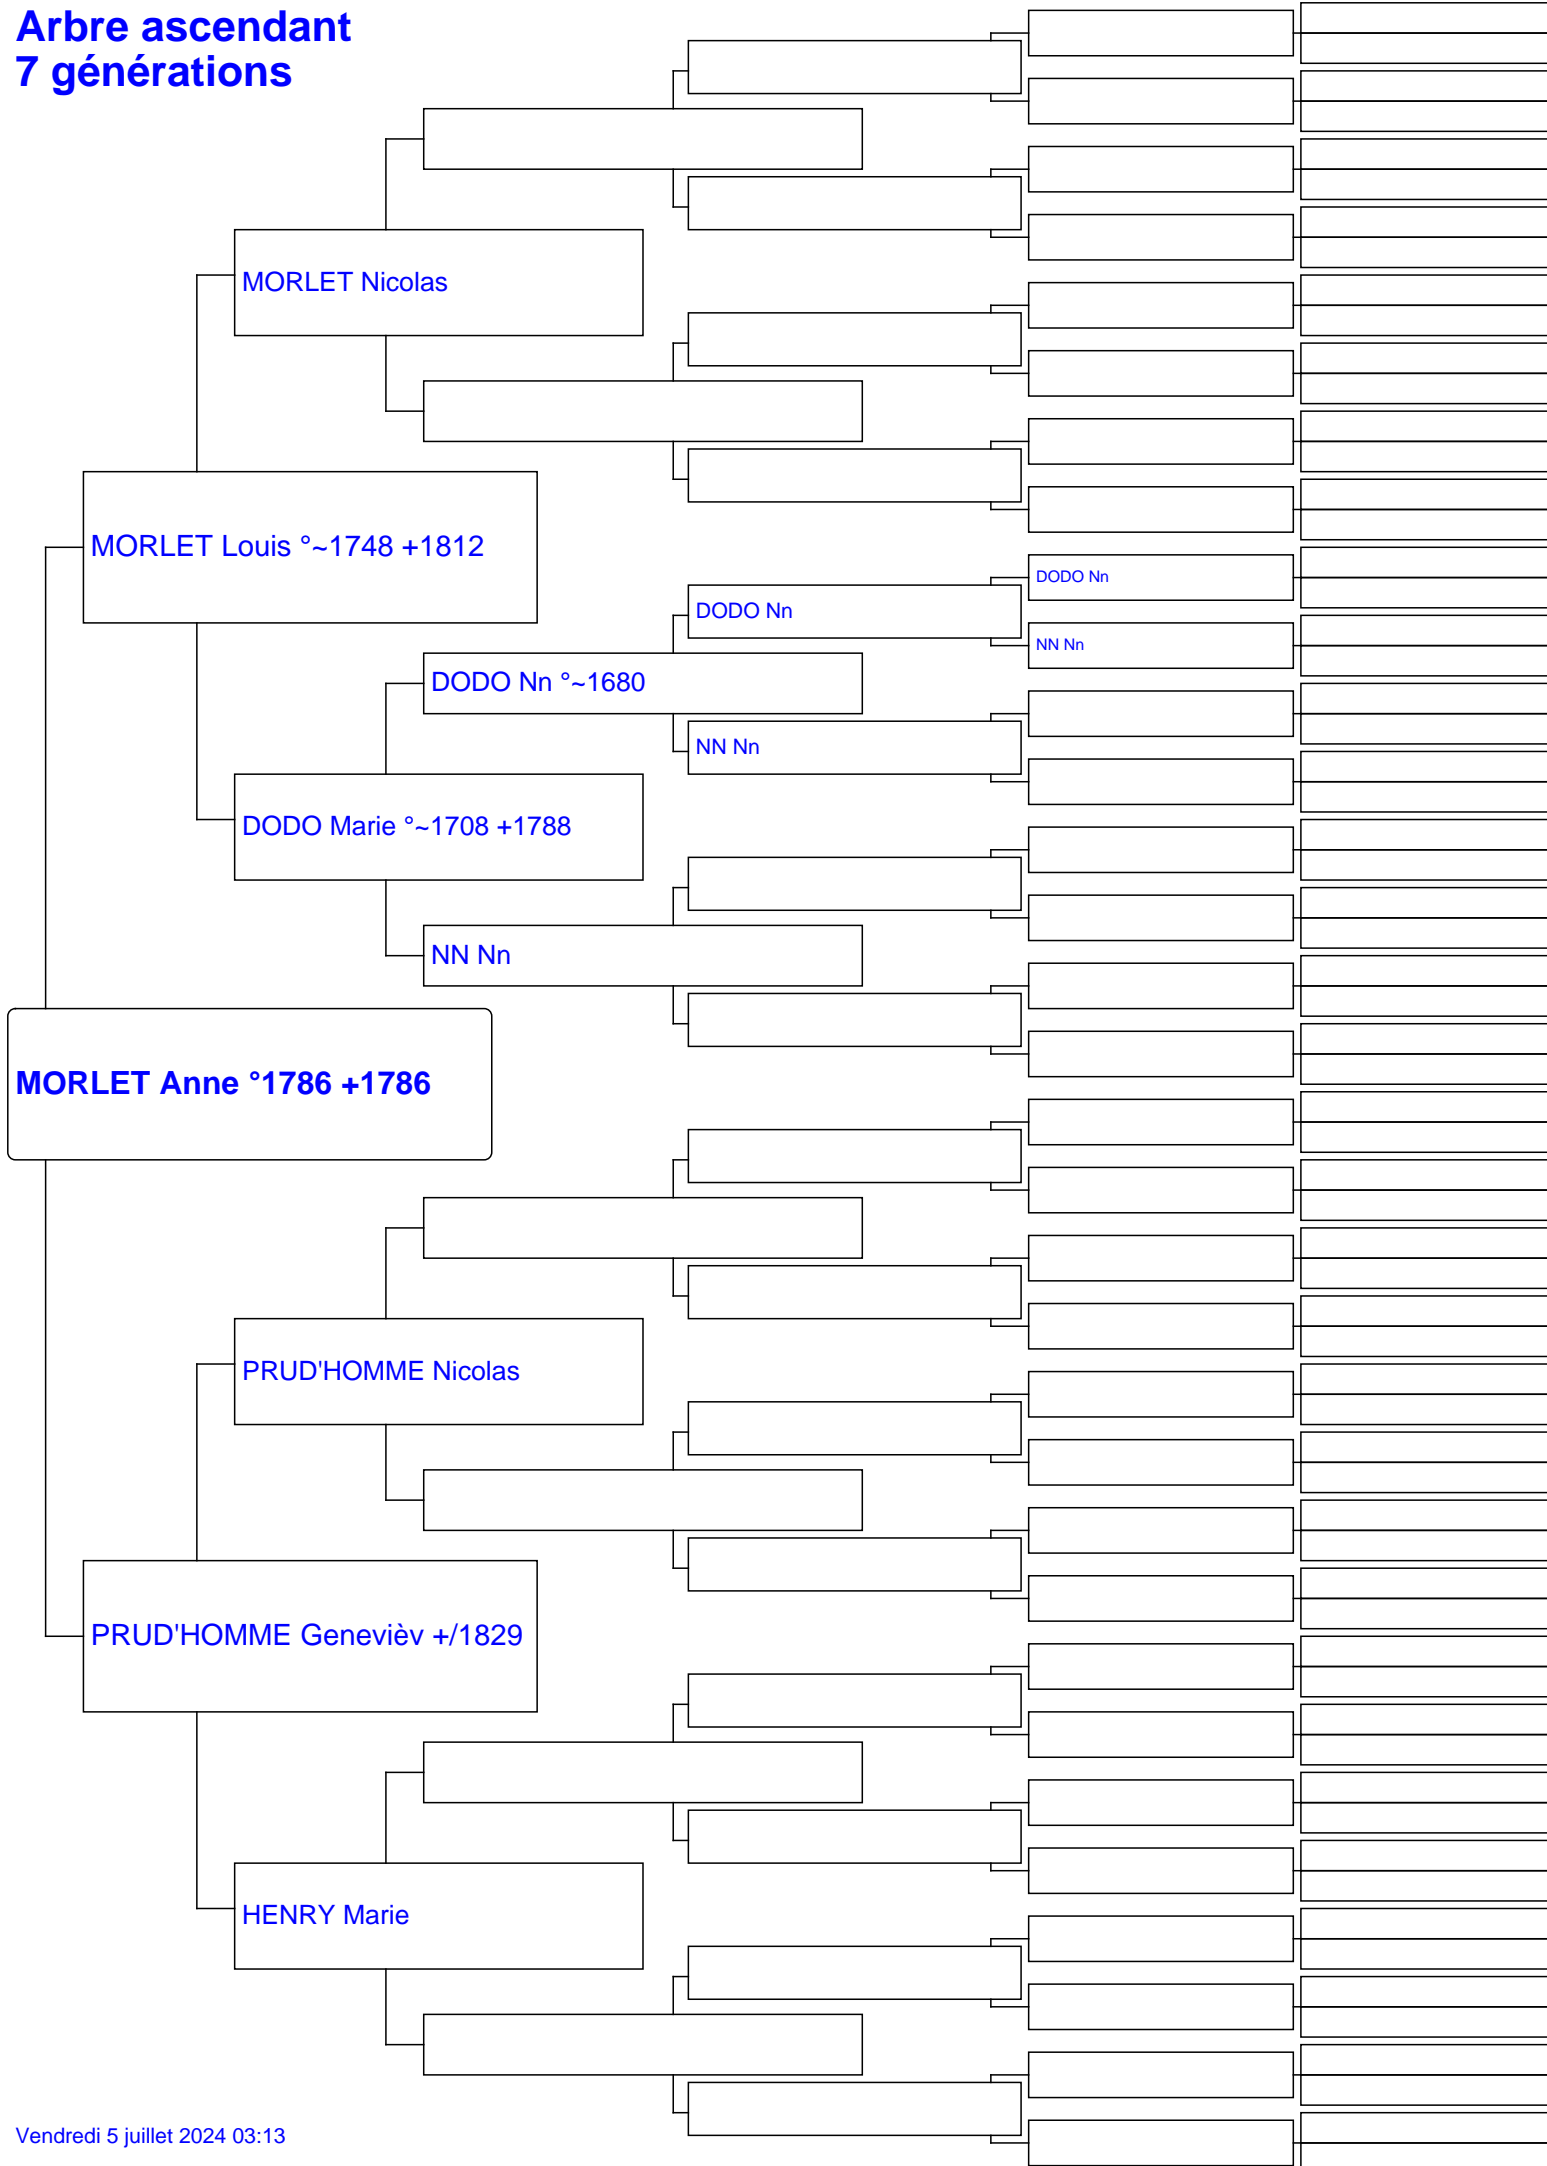 Arbre ascendant
7 générations
MORLET Nicolas
MORLET Louis °~1748 +1812
DODO Nn
DODO Nn
NN Nn
DODO Nn °~1680
NN Nn
DODO Marie °~1708 +1788
NN Nn
MORLET Anne °1786 +1786
PRUD'HOMME Nicolas
PRUD'HOMME Genevièv +/1829
HENRY Marie
Vendredi 5 juillet 2024 03:13